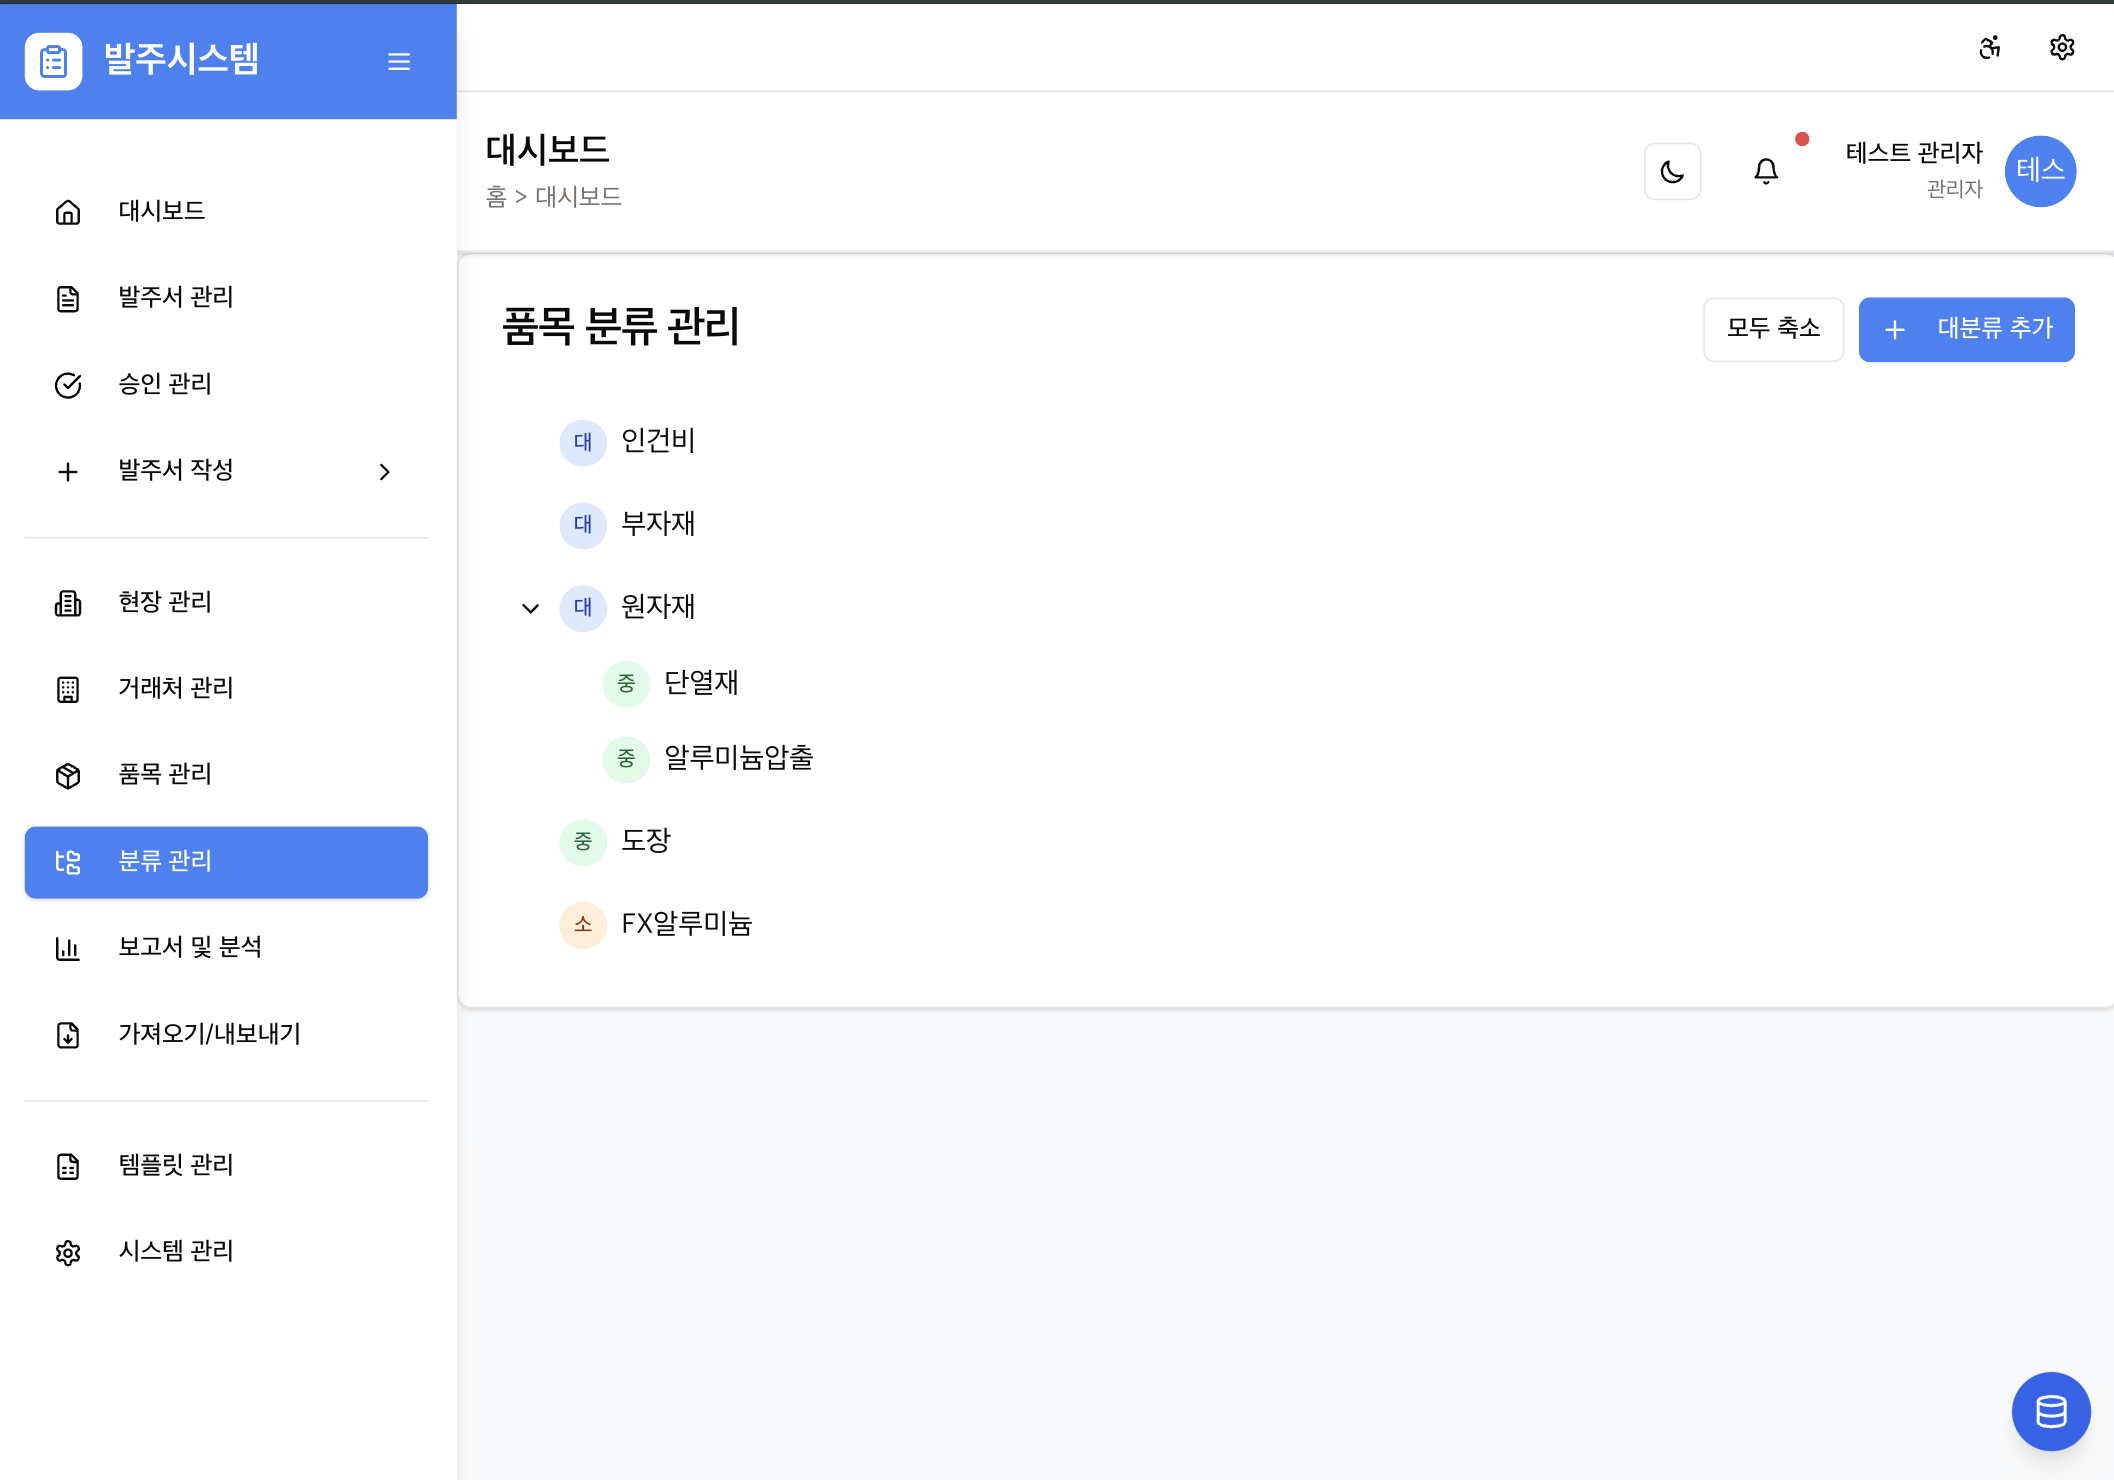 발주시스템
대시보드
발주서 관리
승인 관리
발주서 작성
현장 관리
거래처 관리
품목 관리
분류 관리
보고서 및 분석
가져오기/내보내기
템플릿 관리
시스템 관리
대시보드
홈 > 대시보드
테스트 관리자
관리자
테스
품목 분류 관리
모두 축소
대분류 추가
대 인건비
대 부자재
대 원자재
중 단열재
중 알루미늄압출
중 도장
소 FX알루미늄